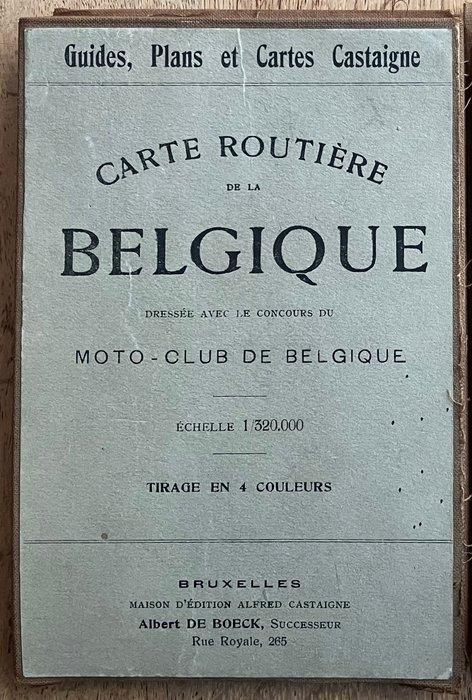 Guides, Plans et Cartes Castaigne
CARTE ROUTIÈRE
DE LA
BELGIQUE
DRESSÉE AVEC LE CONCOURS DU
MOTO-CLUB DE BELGIQUE
ÉCHELLE 1/320.000
TIRAGE EN 4 COULEURS
BRUXELLES
MAISON D'ÉDITION ALFRED CASTAIGNE
Albert DE BOECK, SUCCESSEUR
Rue Royale, 265